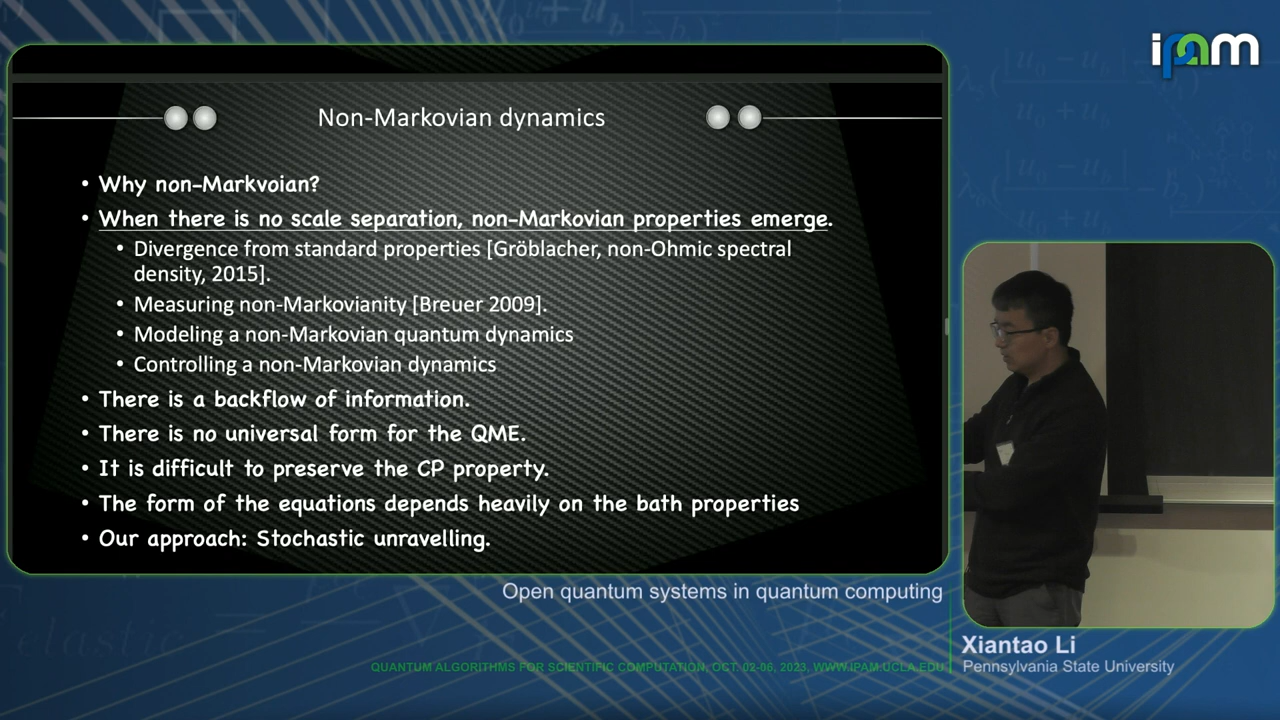 ipam
Non-Markovian dynamics
• Why non-Markvoian?
• When there is no scale separation, non-Markovian properties emerge.
• Divergence from standard properties [Gröblacher, non-Ohmic spectral
density, 2015].
• Measuring non-Markovianity [Breuer 2009].
• Modeling a non-Markovian quantum dynamics
• Controlling a non-Markovian dynamics
• There is a backflow of information.
• There is no universal form for the QME.
• It is difficult to preserve the CP property.
• The form of the equations depends heavily on the bath properties
• Our approach: Stochastic unravelling.
Open quantum systems in quantum computing
Xiantao Li
Pennsylvania State University
QUANTUM ALGORITHMS FOR SCIENTIFIC COMPUTATION, OCT. 02-06, 2023, WWW.IPAM.UCLA.EDU
elastic